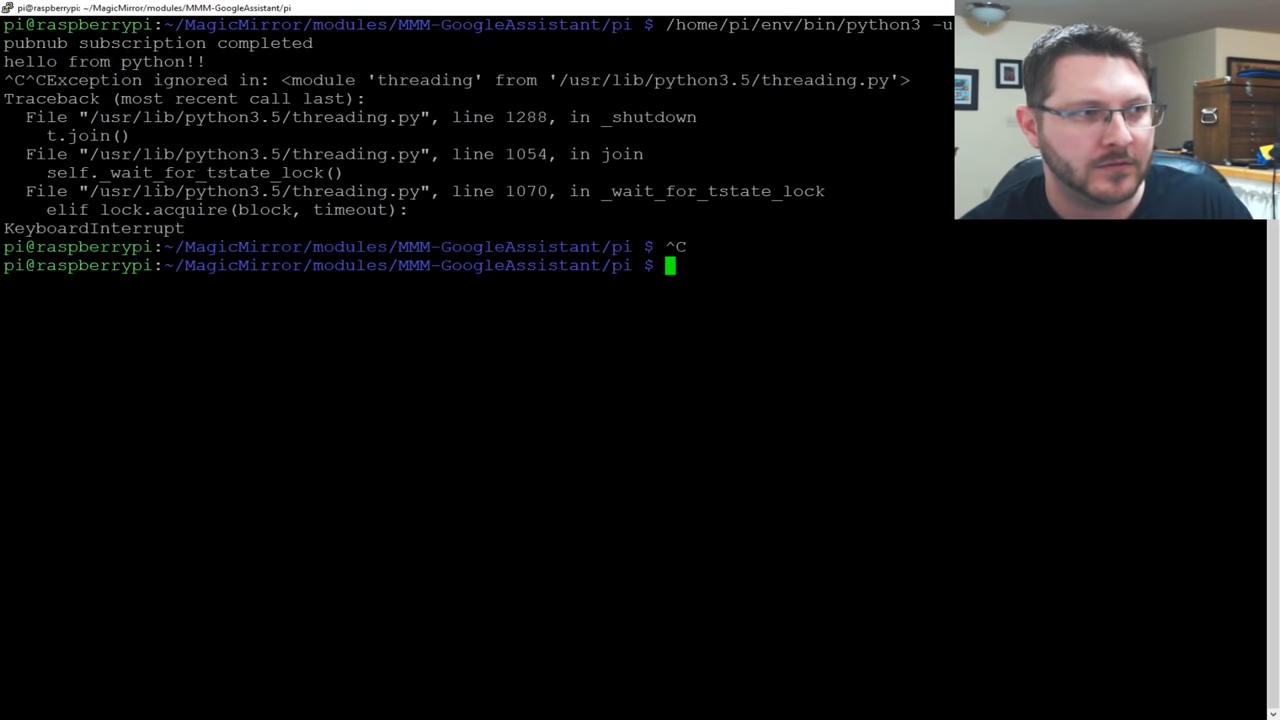 pi@raspberrypi: ~/MagicMirror/modules/MMM-GoogleAssistant/pi
pi@raspberrypi:~/MagicMirror/modules/MMM-GoogleAssistant/pi $ /home/pi/env/bin/python3 -u
pubnub subscription completed
hello from python!!
^C^CException ignored in: <module 'threading' from '/usr/lib/python3.5/threading.py'>
Traceback (most recent call last):
  File "/usr/lib/python3.5/threading.py", line 1288, in _shutdown
    t.join()
  File "/usr/lib/python3.5/threading.py", line 1054, in join
    self._wait_for_tstate_lock()
  File "/usr/lib/python3.5/threading.py", line 1070, in _wait_for_tstate_lock
    elif lock.acquire(block, timeout):
KeyboardInterrupt
pi@raspberrypi:~/MagicMirror/modules/MMM-GoogleAssistant/pi $ ^C
pi@raspberrypi:~/MagicMirror/modules/MMM-GoogleAssistant/pi $